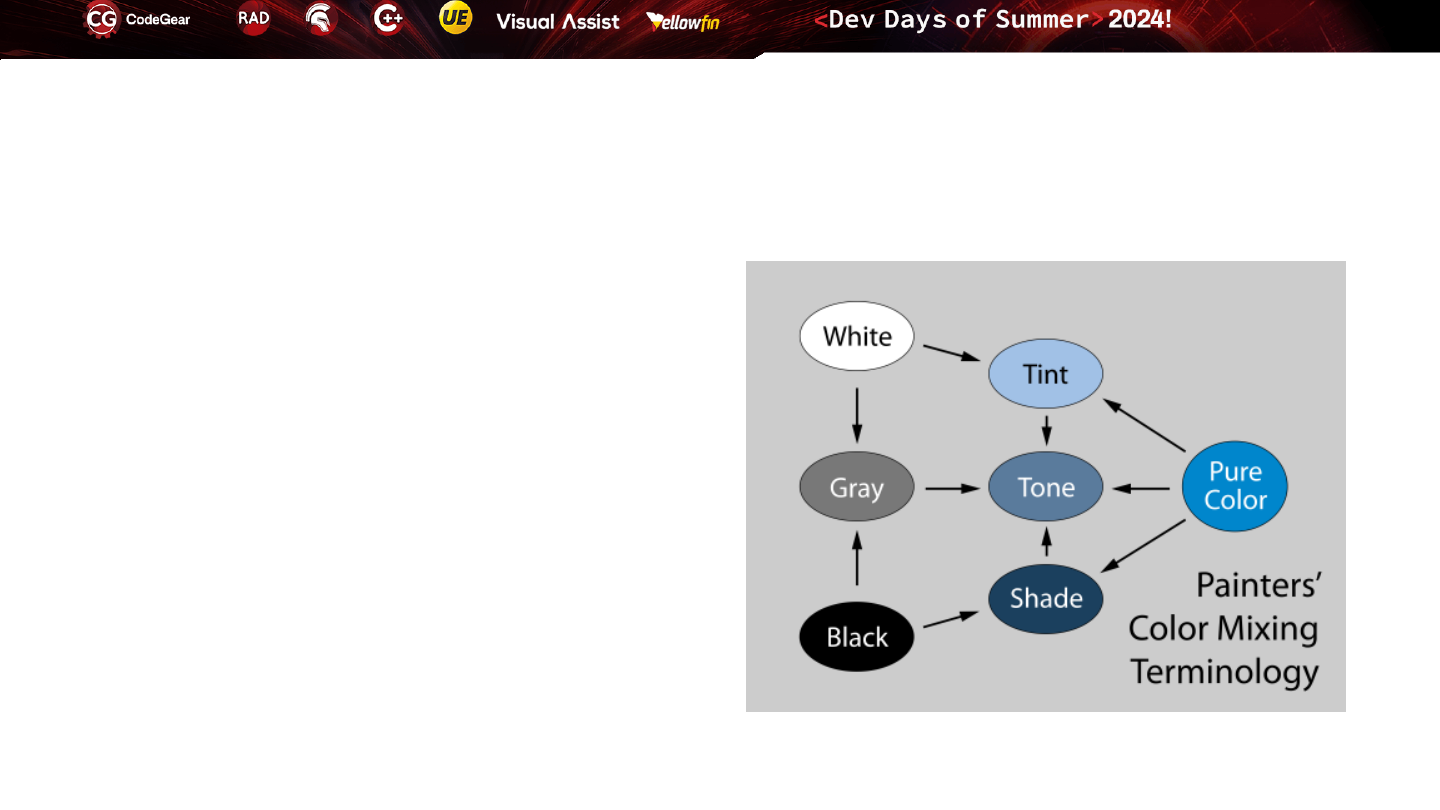 CG CodeGear RAD C++ UE Visual Assist Yellowfin <Dev Days of Summer> 2024!
White
Tint
Pure
Color
Gray
Tone
Shade
Black
Painters’
Color Mixing
Terminology